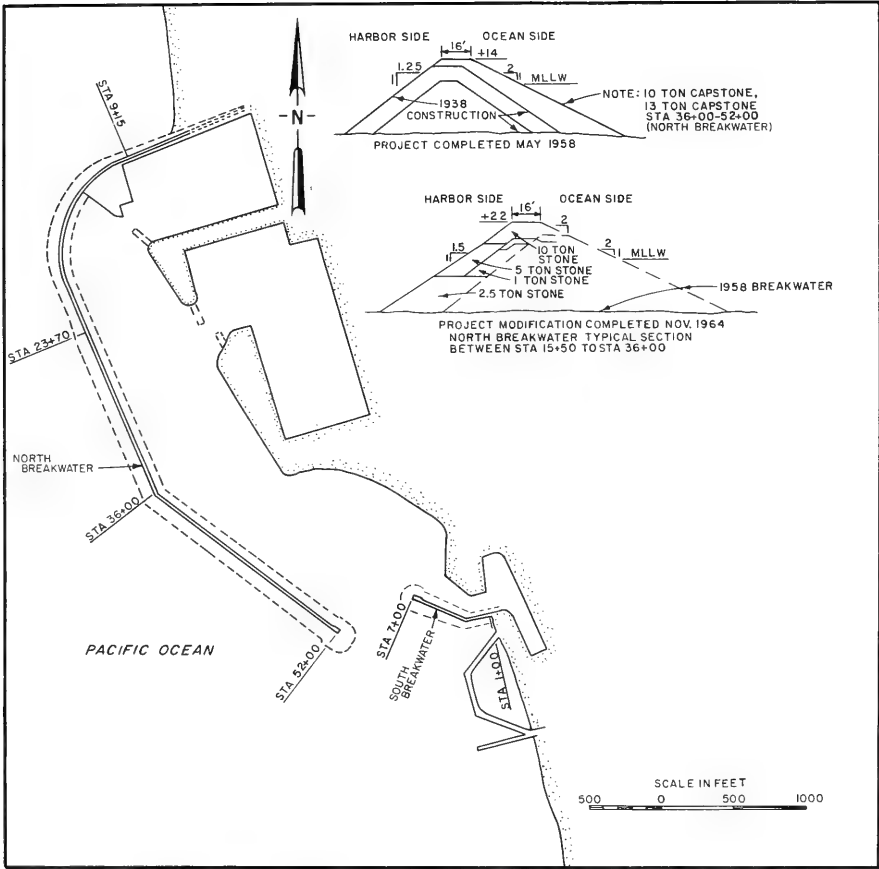 HARBOR SIDE OCEAN SIDE
16'
+14
1.25
1
2
1
MLLW
1938
CONSTRUCTION
NOTE: 10 TON CAPSTONE,
13 TON CAPSTONE
STA 36+00-52+00
(NORTH BREAKWATER)
PROJECT COMPLETED MAY 1958
STA 9+15
-N-
HARBOR SIDE OCEAN SIDE
16'
+22
2
1.5
1
2
1
MLLW
10 TON
STONE
5 TON STONE
1 TON STONE
2.5 TON STONE
1958 BREAKWATER
PROJECT MODIFICATION COMPLETED NOV. 1964
NORTH BREAKWATER TYPICAL SECTION
BETWEEN STA 15+50 TO STA 36+00
STA 23+70
NORTH
BREAKWATER
STA 36+00
PACIFIC OCEAN
STA 52+00
STA 7+00
SOUTH
BREAKWATER
STA 1+00
SCALE IN FEET
500 0 500 1000